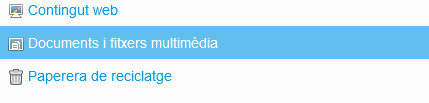 Contingut web
Documents i fitxers multimèdia
Paperera de reciclatge